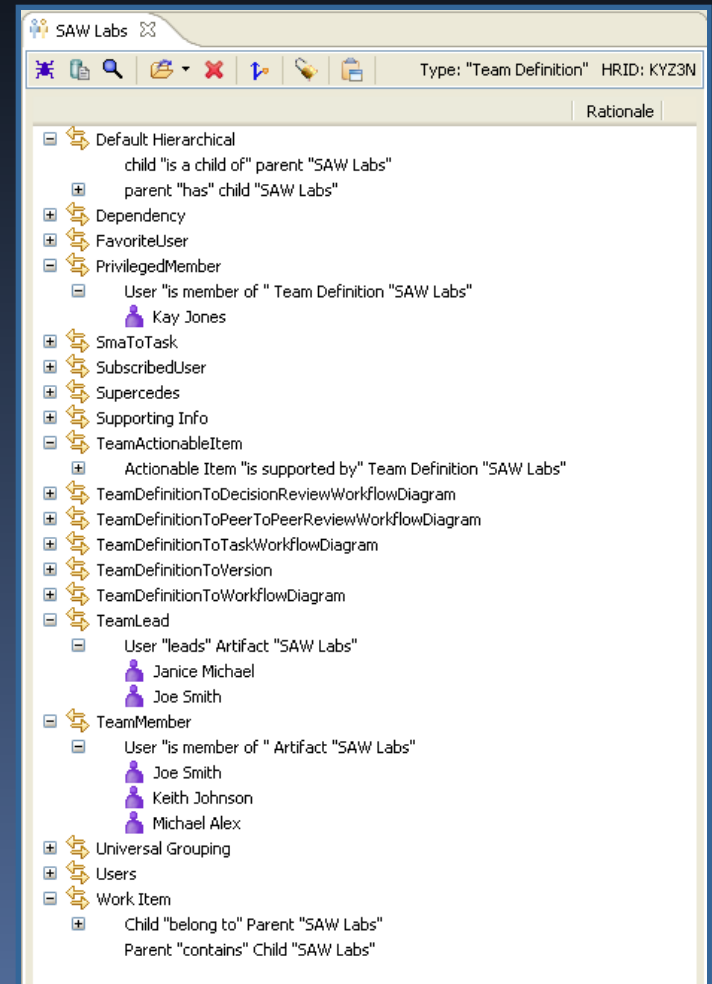 SAW Labs
Type: "Team Definition" HRID: KYZ3N
Rationale
Default Hierarchical
child "is a child of" parent "SAW Labs"
parent "has" child "SAW Labs"
Dependency
FavoriteUser
PrivilegedMember
User "is member of " Team Definition "SAW Labs"
Kay Jones
SmaToTask
SubscribedUser
Supercedes
Supporting Info
TeamActionableItem
Actionable Item "is supported by" Team Definition "SAW Labs"
TeamDefinitionToDecisionReviewWorkflowDiagram
TeamDefinitionToPeerToPeerReviewWorkflowDiagram
TeamDefinitionToTaskWorkflowDiagram
TeamDefinitionToVersion
TeamDefinitionToWorkflowDiagram
TeamLead
User "leads" Artifact "SAW Labs"
Janice Michael
Joe Smith
TeamMember
User "is member of " Artifact "SAW Labs"
Joe Smith
Keith Johnson
Michael Alex
Universal Grouping
Users
Work Item
Child "belong to" Parent "SAW Labs"
Parent "contains" Child "SAW Labs"